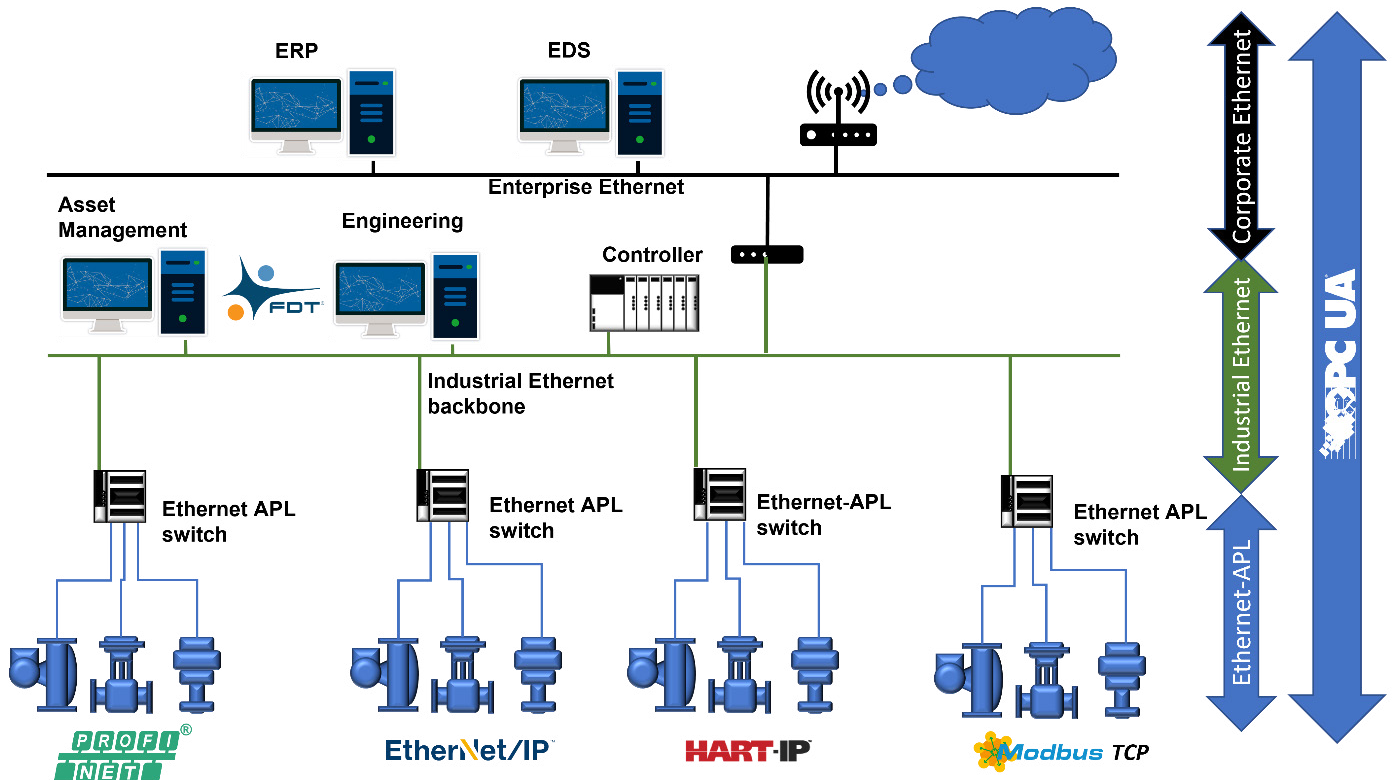 ERP
EDS
Enterprise Ethernet
Asset
Management
Engineering
Controller
FDT
Industrial Ethernet
backbone
Ethernet APL
switch
Ethernet APL
switch
Ethernet-APL
switch
Ethernet APL
switch
PROFI®
NET
EtherNet/IP™
HART-IP™
Modbus TCP
Corporate Ethernet
Industrial Ethernet
Ethernet-APL
OPC UA